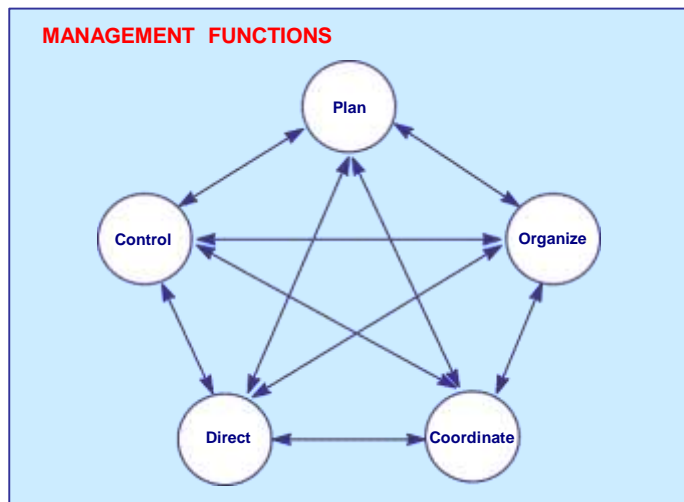 MANAGEMENT FUNCTIONS
Plan
Control
Organize
Direct
Coordinate